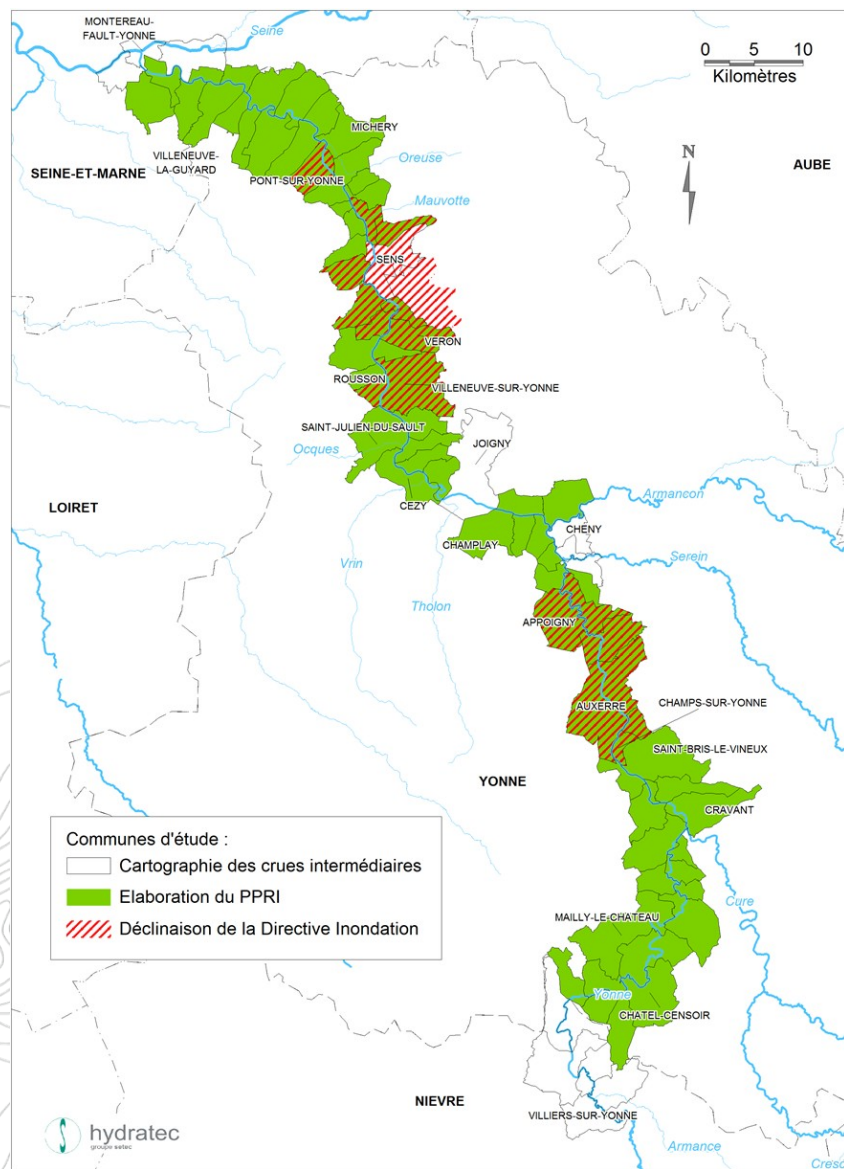 MONTEREAU-
FAULT-YONNE
Seine
0 5 10
Kilomètres
MICHERY
N
VILLENEUVE-
LA-GUYARD
Oreuse
SEINE-ET-MARNE
AUBE
PONT-SUR-YONNE
Mauvotte
SENS
VERON
ROUSSON
VILLENEUVE-SUR-YONNE
SAINT-JULIEN-DU-SAULT
JOIGNY
Ocques
Armancon
CEZY
LOIRET
CHENY
CHAMPLAY
Serein
Vrin
Tholon
APPOIGNY
CHAMPS-SUR-YONNE
AUXERRE
SAINT-BRIS-LE-VINEUX
YONNE
CRAVANT
Communes d'étude :
Cartographie des crues intermédiaires
Elaboration du PPRI
Déclinaison de la Directive Inondation
Cure
MAILLY-LE-CHATEAU
Yonne
CHATEL-CENSOIR
NIEVRE
VILLIERS-SUR-YONNE
hydratec
groupe setec
Armance
Cresc